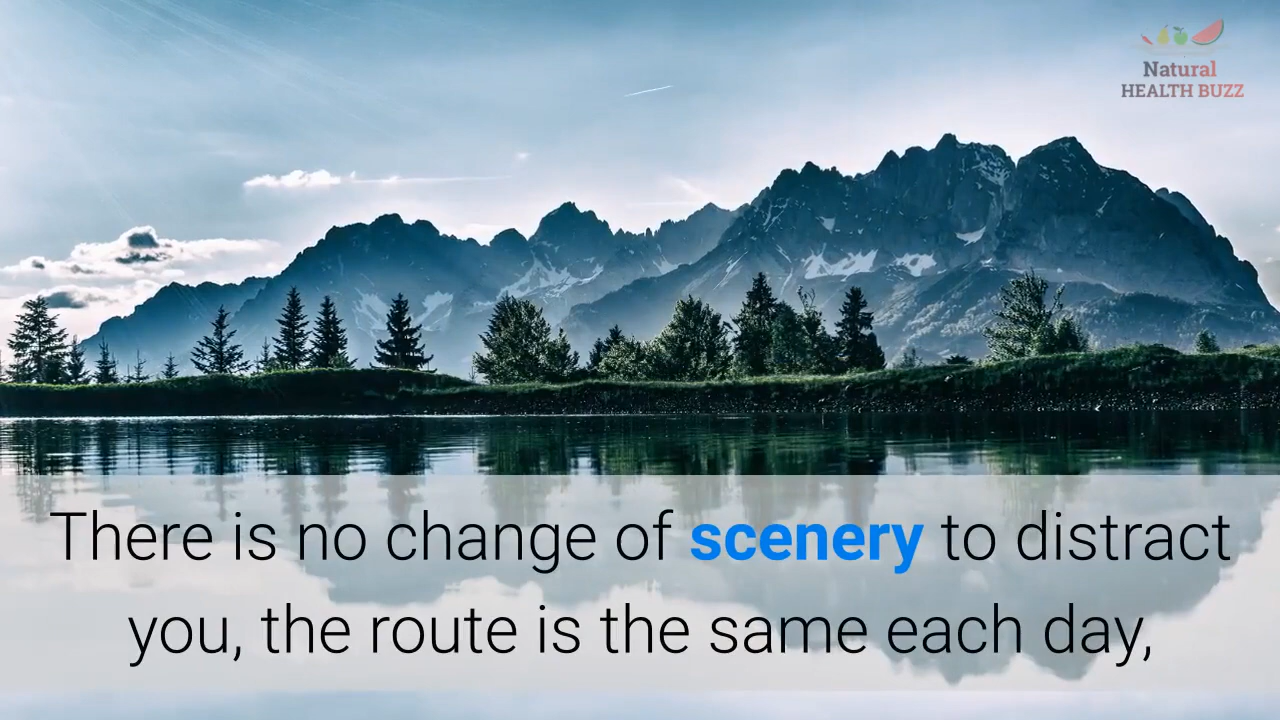 Natural
HEALTH BUZZ
There is no change of scenery to distract
you, the route is the same each day,